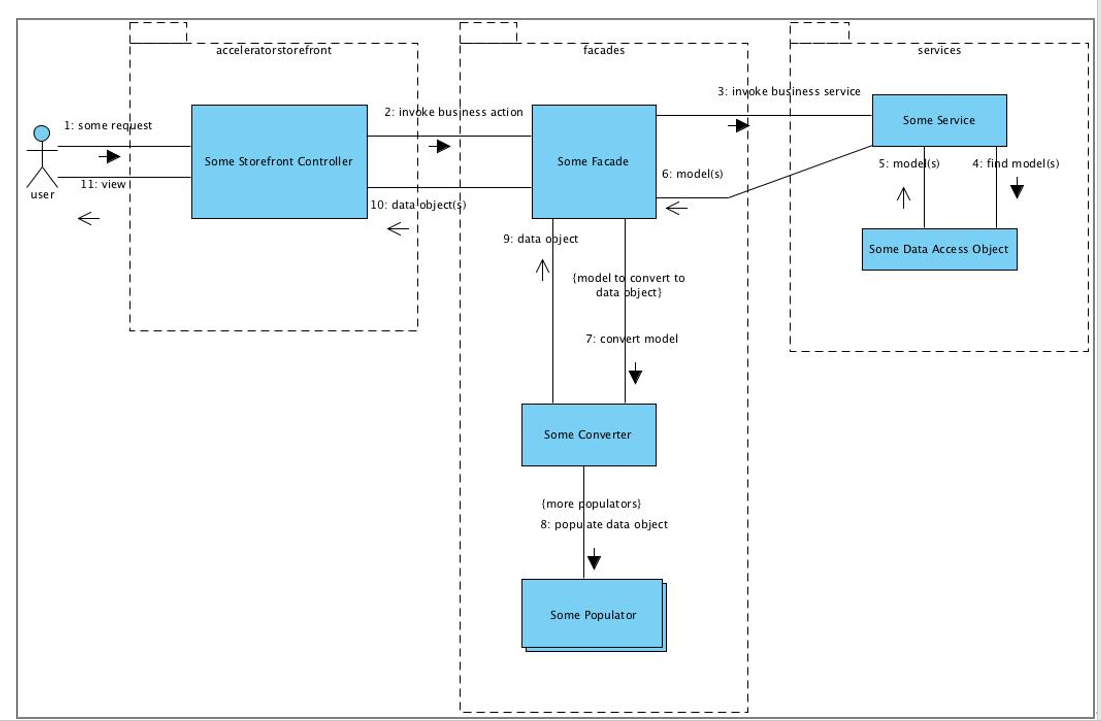 acceleratorstorefront
facades
services
1: some request
2: invoke business action
3: invoke business service
Some Storefront Controller
Some Facade
Some Service
user
11: view
10: data object(s)
6: model(s)
5: model(s)
4: find model(s)
Some Data Access Object
9: data object
{model to convert to
data object}
7: convert model
Some Converter
{more populators}
8: populate data object
Some Populator